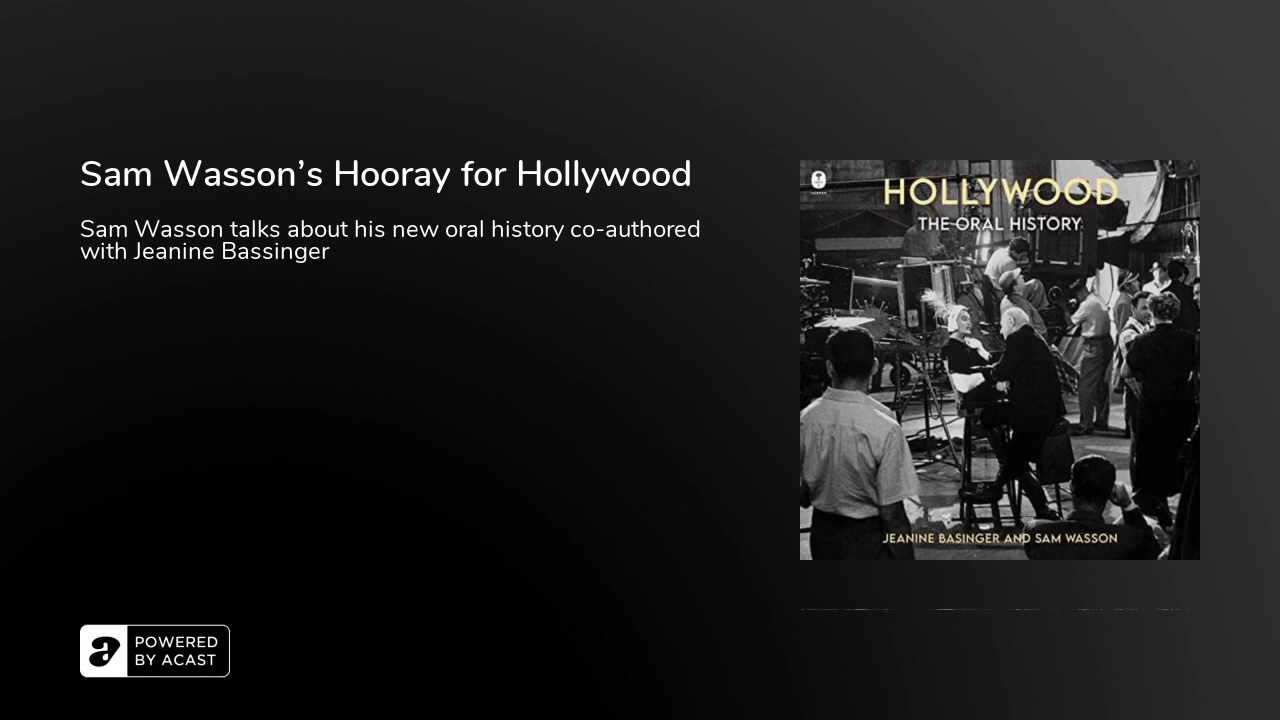 Sam Wasson’s Hooray for Hollywood
Sam Wasson talks about his new oral history co-authored
with Jeanine Bassinger
HOLLYWOOD
THE ORAL HISTORY
JEANINE BASINGER AND SAM WASSON
a
POWERED
BY ACAST